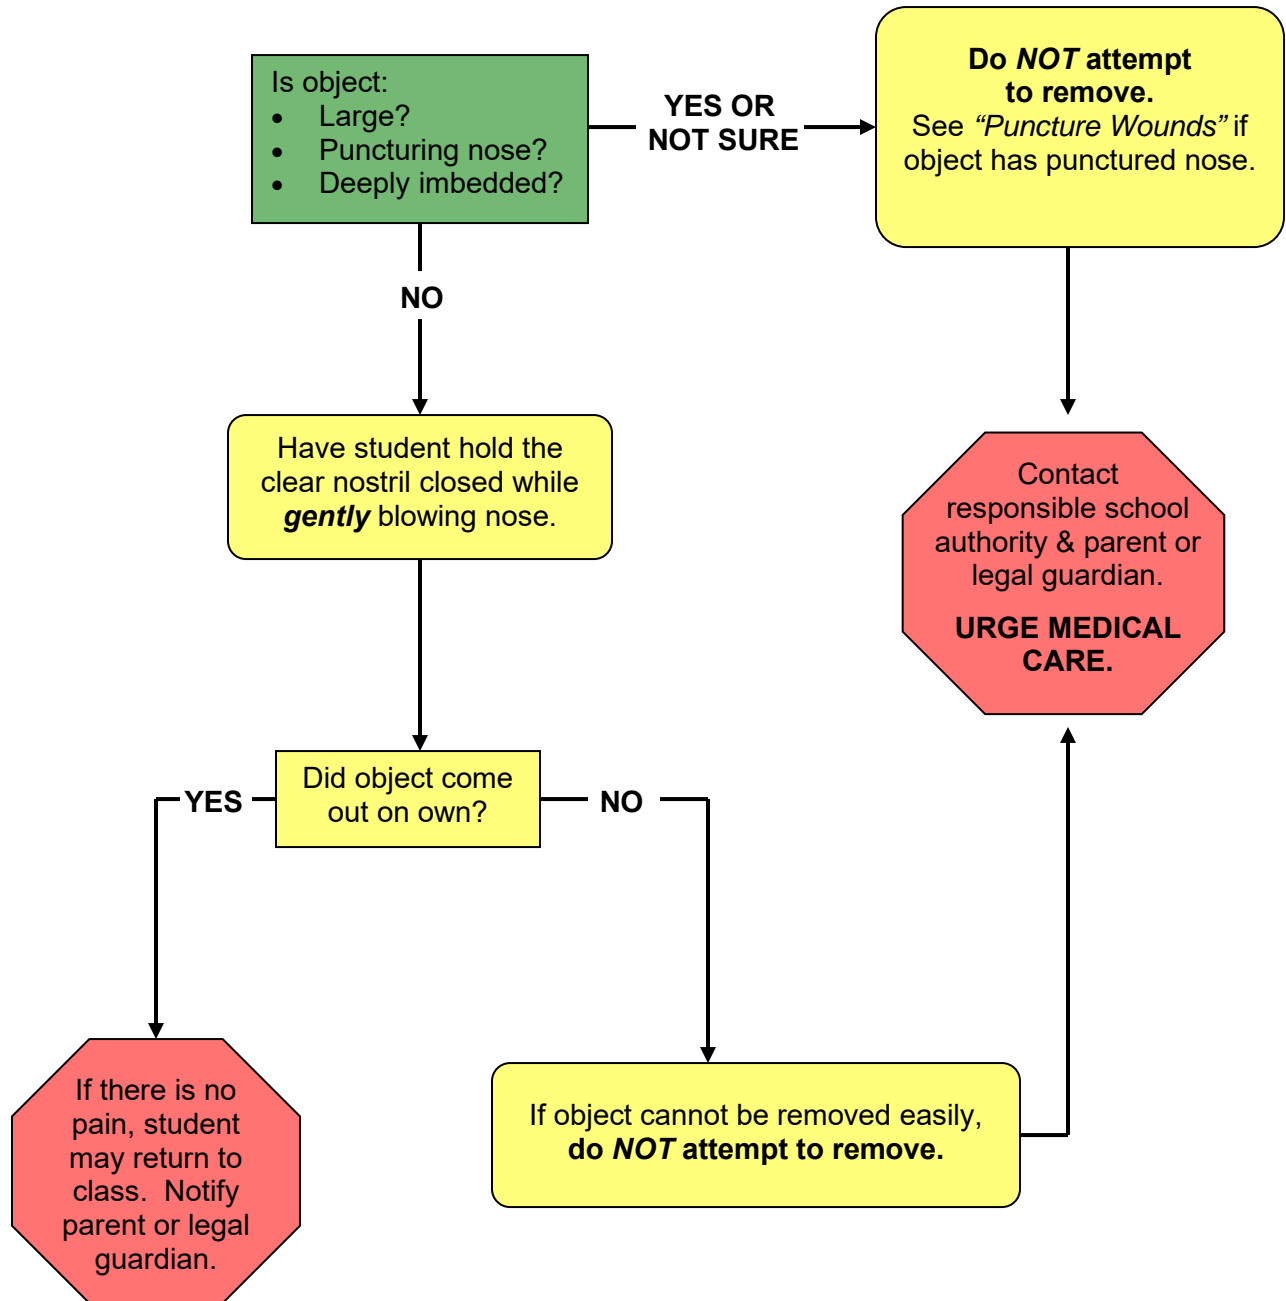 Is object:
• Large?
• Puncturing nose?
• Deeply imbedded?
YES OR
NOT SURE
Do NOT attempt
to remove.
See “Puncture Wounds” if
object has punctured nose.
NO
Have student hold the
clear nostril closed while
gently blowing nose.
Contact
responsible school
authority & parent or
legal guardian.
URGE MEDICAL
CARE.
Did object come
out on own?
YES
NO
If there is no
pain, student
may return to
class. Notify
parent or legal
guardian.
If object cannot be removed easily,
do NOT attempt to remove.